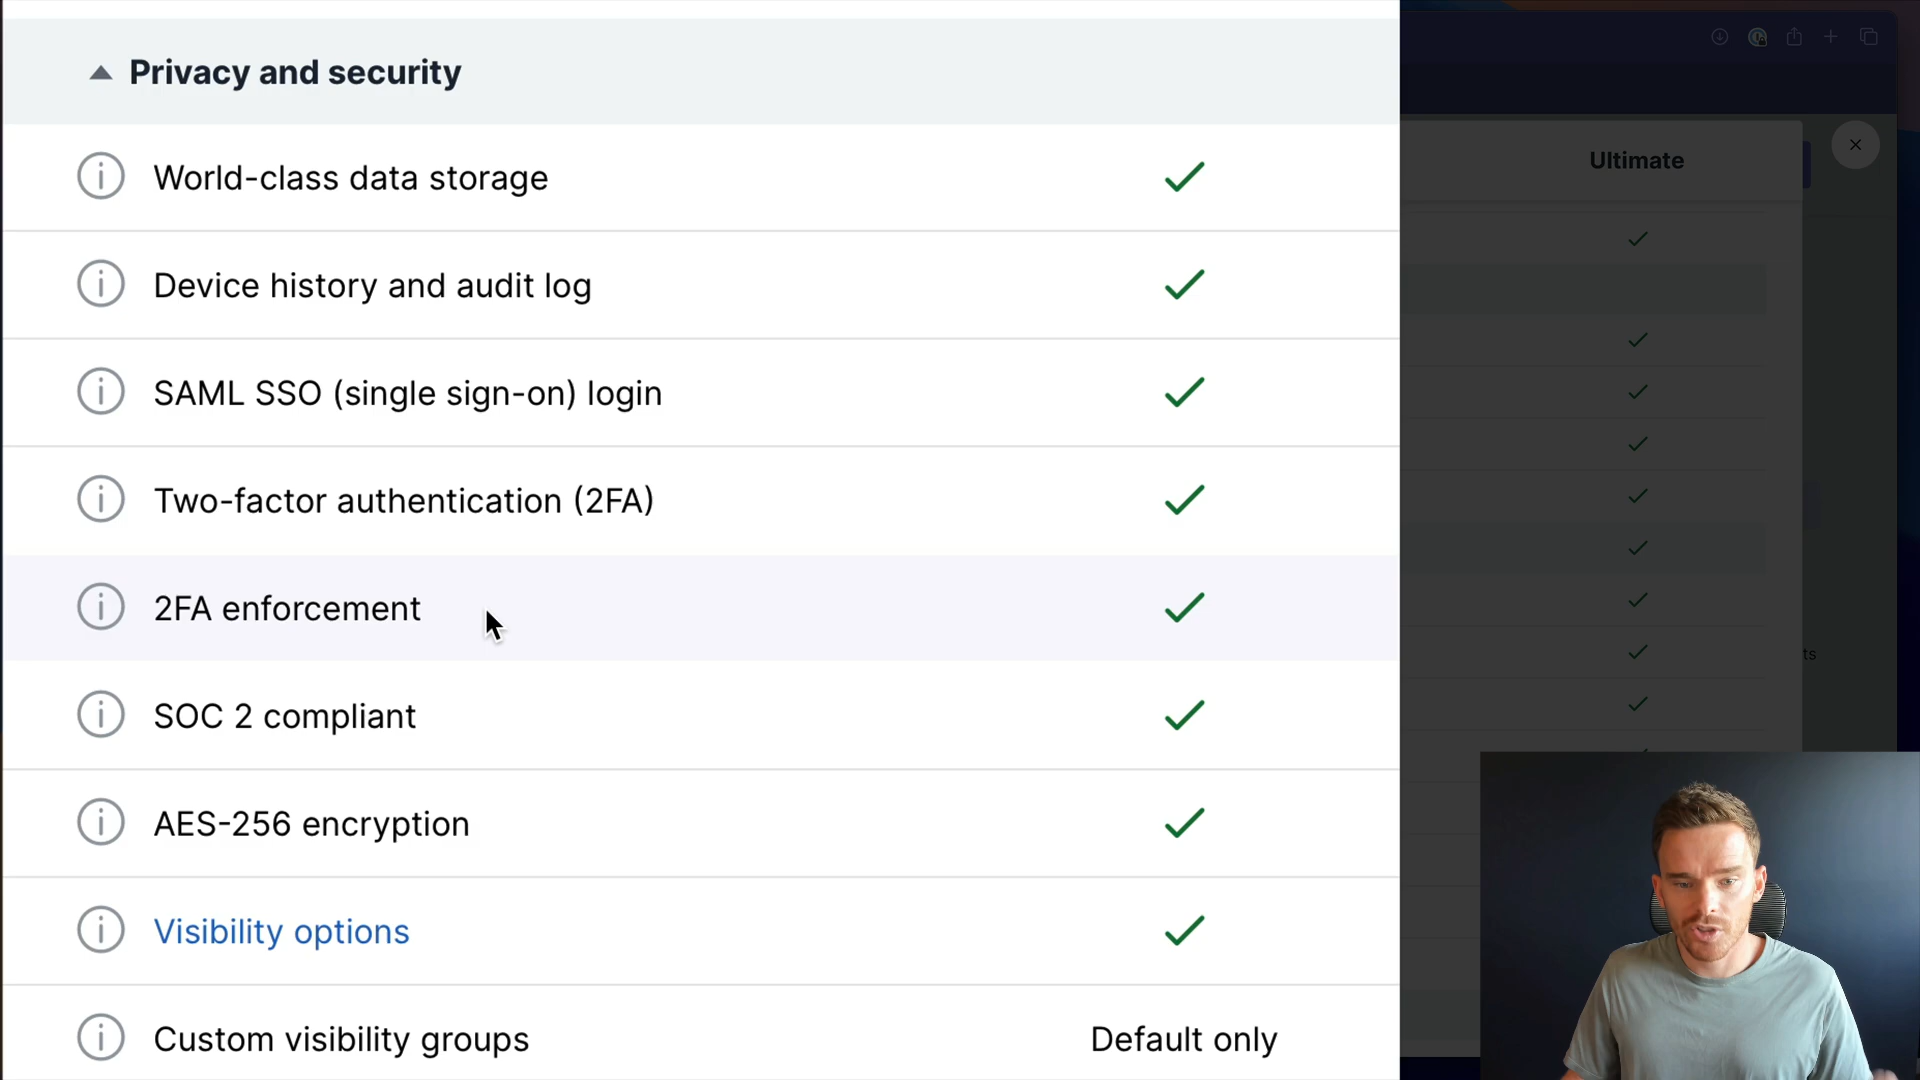 Privacy and security
Ultimate
World-class data storage
Device history and audit log
SAML SSO (single sign-on) login
Two-factor authentication (2FA)
2FA enforcement
ts
SOC 2 compliant
AES-256 encryption
Visibility options
Custom visibility groups Default only